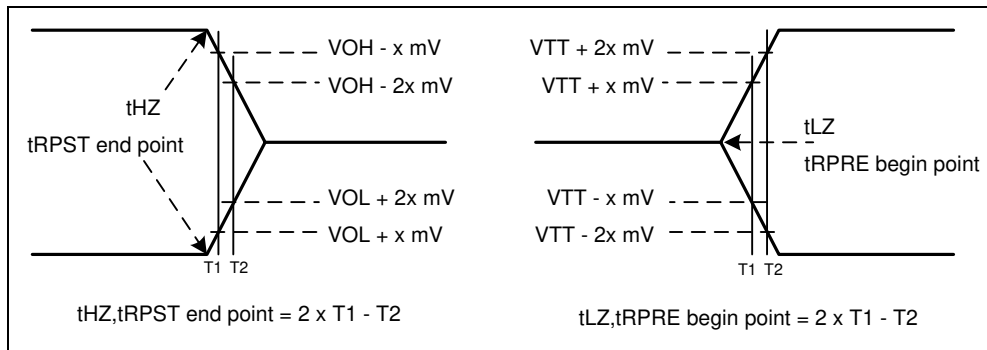 VOH - x mV
VOH - 2x mV
tHZ
tRPST end point
VOL + 2x mV
VOL + x mV
T1 T2
tHZ,tRPST end point = 2 x T1 - T2
VTT + 2x mV
VTT + x mV
tLZ
tRPRE begin point
VTT - x mV
VTT - 2x mV
T1 T2
tLZ,tRPRE begin point = 2 x T1 - T2